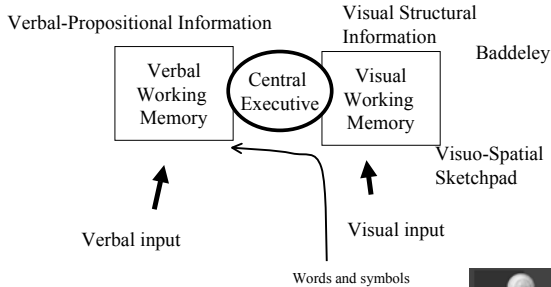 Verbal-Propositional Information
Visual Structural
Information
Baddeley
Verbal
Working
Memory
Central
Executive
Visual
Working
Memory
Visuo-Spatial
Sketchpad
Verbal input
Visual input
Words and symbols